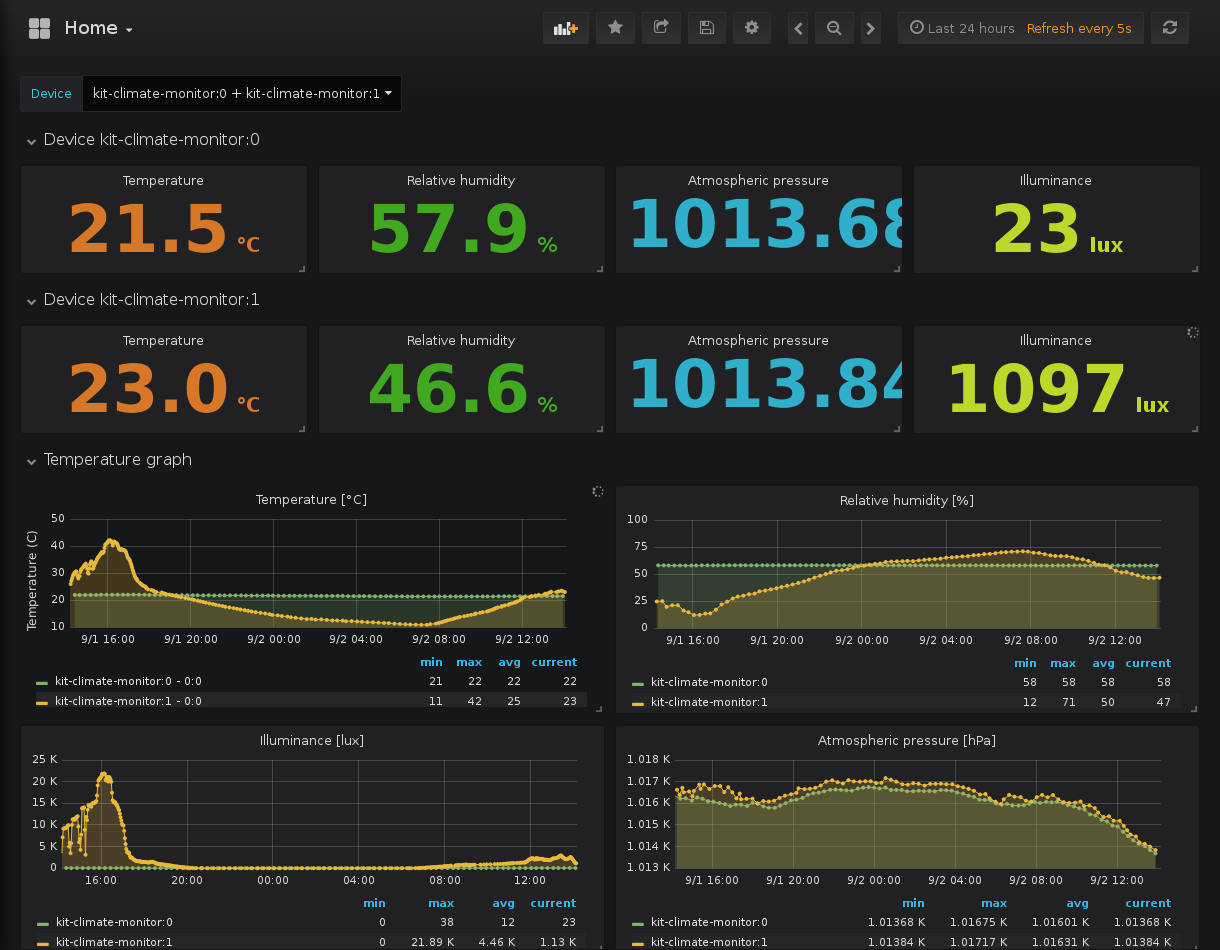 Home
Last 24 hours Refresh every 5s
Device kit-climate-monitor:0 + kit-climate-monitor:1
Device kit-climate-monitor:0
Temperature Relative humidity Atmospheric pressure Illuminance
21.5 °C 57.9 % 1013.68 23 lux
Device kit-climate-monitor:1
Temperature Relative humidity Atmospheric pressure Illuminance
23.0 °C 46.6 % 1013.84 1097 lux
Temperature graph
Temperature [°C]
Temperature (C)
50
40
30
20
10
9/1 16:00 9/1 20:00 9/2 00:00 9/2 04:00 9/2 08:00 9/2 12:00
min max avg current
kit-climate-monitor:0 - 0:0 21 22 22 22
kit-climate-monitor:1 - 0:0 11 42 25 23
Relative humidity [%]
100
75
50
25
0
9/1 16:00 9/1 20:00 9/2 00:00 9/2 04:00 9/2 08:00 9/2 12:00
min max avg current
kit-climate-monitor:0 58 58 58 58
kit-climate-monitor:1 12 71 50 47
Illuminance [lux]
25 K
20 K
15 K
10 K
5 K
0
16:00 20:00 00:00 04:00 08:00 12:00
min max avg current
kit-climate-monitor:0 0 38 12 23
kit-climate-monitor:1 0 21.89 K 4.46 K 1.13 K
Atmospheric pressure [hPa]
1.018 K
1.017 K
1.016 K
1.015 K
1.014 K
1.013 K
9/1 16:00 9/1 20:00 9/2 00:00 9/2 04:00 9/2 08:00 9/2 12:00
min max avg current
kit-climate-monitor:0 1.01368 K 1.01675 K 1.01601 K 1.01368 K
kit-climate-monitor:1 1.01384 K 1.01717 K 1.01631 K 1.01384 K